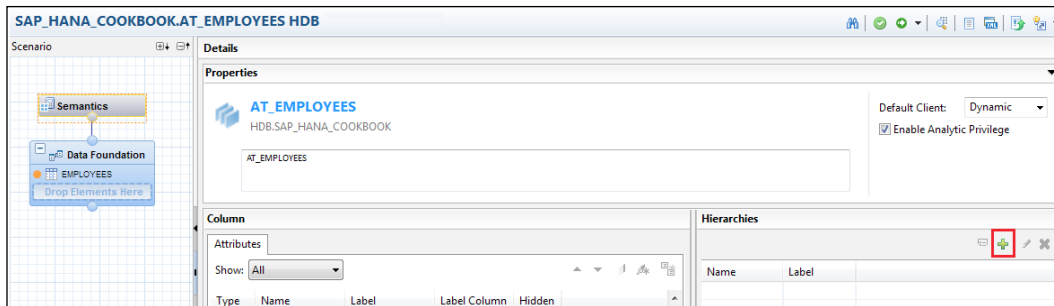 SAP_HANA_COOKBOOK.AT_EMPLOYEES HDB
Scenario
Details
Properties
Semantics
AT_EMPLOYEES
HDB.SAP_HANA_COOKBOOK
Default Client: Dynamic
Enable Analytic Privilege
Data Foundation
EMPLOYEES
Drop Elements Here
AT_EMPLOYEES
Column
Hierarchies
Attributes
Show: All
Name Label
Type Name Label Label Column Hidden